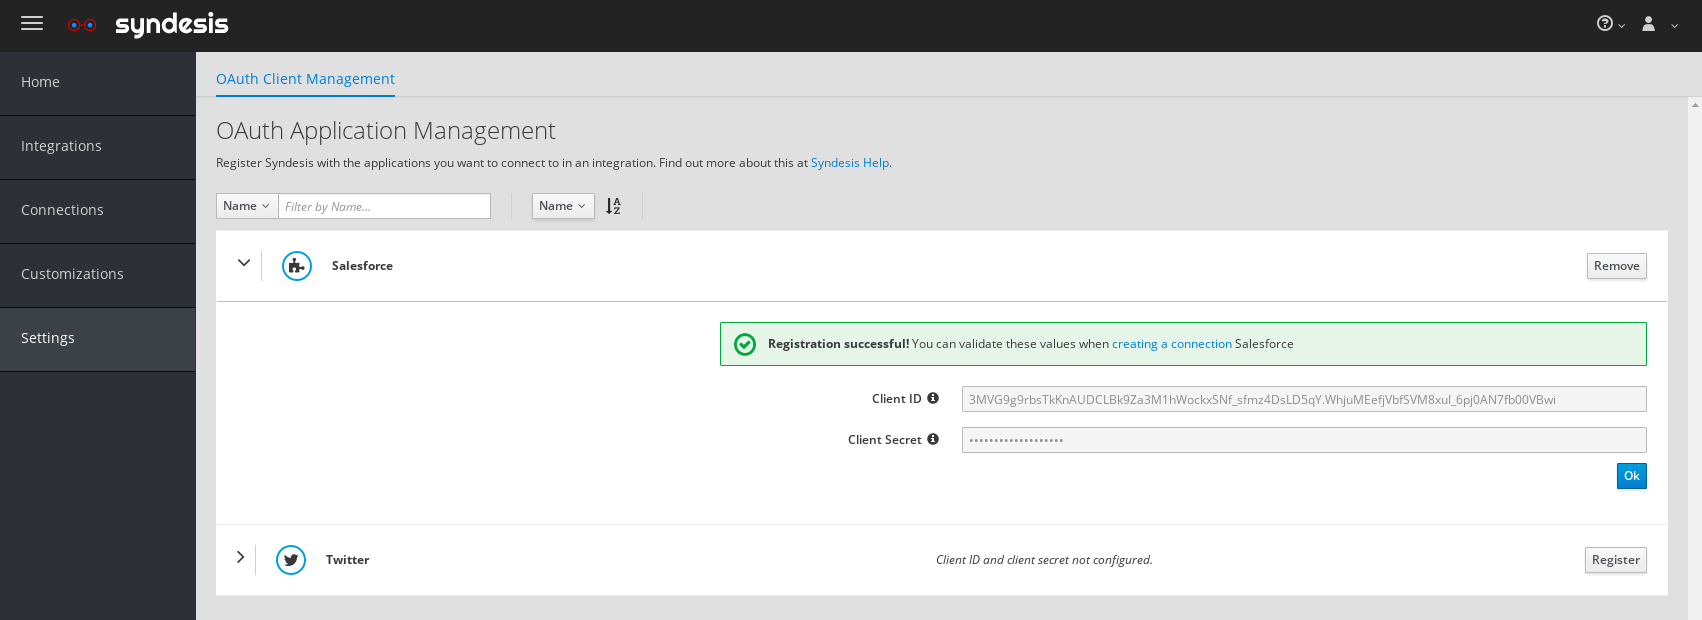 syndesis
Home
Integrations
Connections
Customizations
Settings
OAuth Client Management
OAuth Application Management
Register Syndesis with the applications you want to connect to in an integration. Find out more about this at Syndesis Help.
Name Filter by Name... Name
Salesforce Remove
Registration successful! You can validate these values when creating a connection Salesforce
Client ID 3MVG9g9rbsTkKnAUDCLBk9Za3M1hWockxSNf_sfmz4DsLD5qY.WhjuMEefjVbfSVM8xul_6pj0AN7fb00VBwi
Client Secret •••••••••••••••••••
Ok
Twitter Client ID and client secret not configured. Register